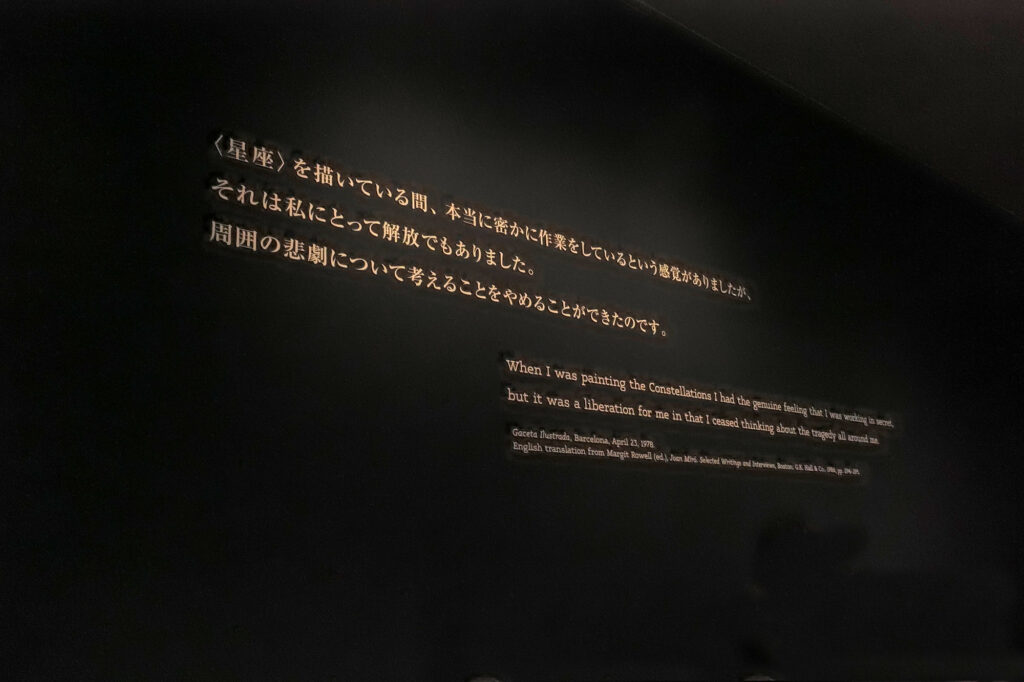 〈星座〉を描いている間、本当に密かに作業をしているという感覚がありましたが、
それは私にとって解放でもありました。
周囲の悲劇について考えることをやめることができたのです。
When I was painting the Constellations I had the genuine feeling that I was working in secret,
but it was a liberation for me in that I ceased thinking about the tragedy all around me.
Gaceta Ilustrada, Barcelona, April 23, 1978.
English translation from Margit Rowell (ed.), Joan Miró. Selected Writings and Interviews, Boston: G.K. Hall & Co., 1986, pp.